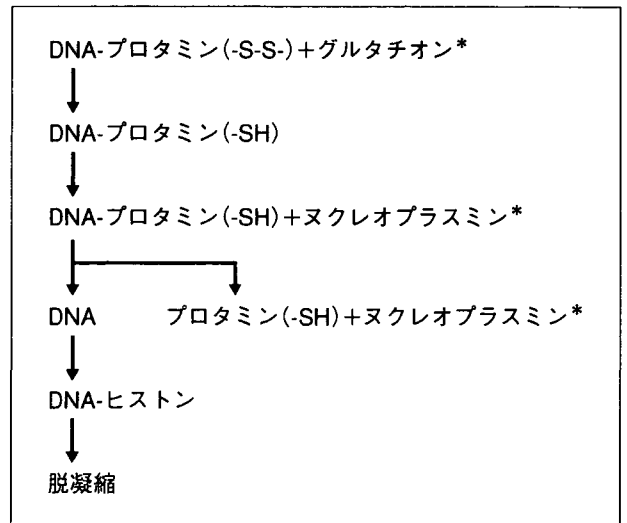 DNA-プロタミン(-S-S-)+グルタチオン*
DNA-プロタミン(-SH)
DNA-プロタミン(-SH)+ヌクレオプラスミン*
DNA プロタミン(-SH)+ヌクレオプラスミン*
DNA-ヒストン
脱凝縮